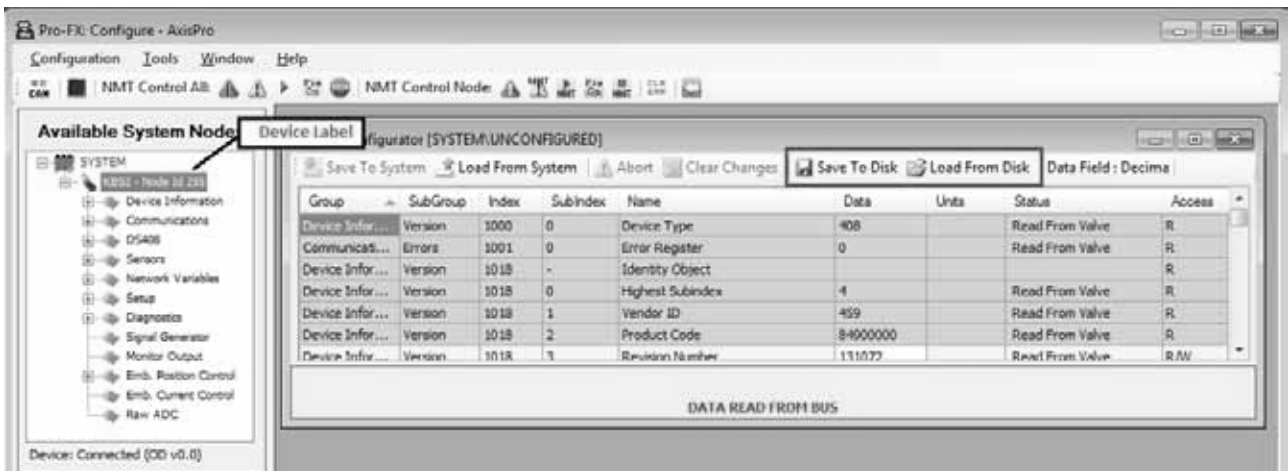 Pro-FX: Configure - AxisPro
Configuration Tools Window Help
NMT Control All: NMT Control Node:
Available System Node
Device Label
SYSTEM
Node Id 255
Device Information
Communications
DS408
Sensors
Network Variables
Setup
Diagnostics
Signal Generator
Monitor Output
Emb. Position Control
Emb. Current Control
Raw ADC
Device: Connected (OD v0.0)
figurator [SYSTEM\UNCONFIGURED]
Save To System Load From System Abort Clear Changes Save To Disk Load From Disk Data Field : Decima
Group SubGroup Index SubIndex Name Data Units Status Access
Device Infor... Version 1000 0 Device Type 408 Read From Valve R
Communicati... Errors 1001 0 Error Register 0 Read From Valve R
Device Infor... Version 1018 - Identity Object R
Device Infor... Version 1018 0 Highest Subindex 4 Read From Valve R
Device Infor... Version 1018 1 Vendor ID 459 Read From Valve R
Device Infor... Version 1018 2 Product Code 84900000 Read From Valve R
Device Infor... Version 1018 3 Revision Number 131072 Read From Valve R/W
DATA READ FROM BUS